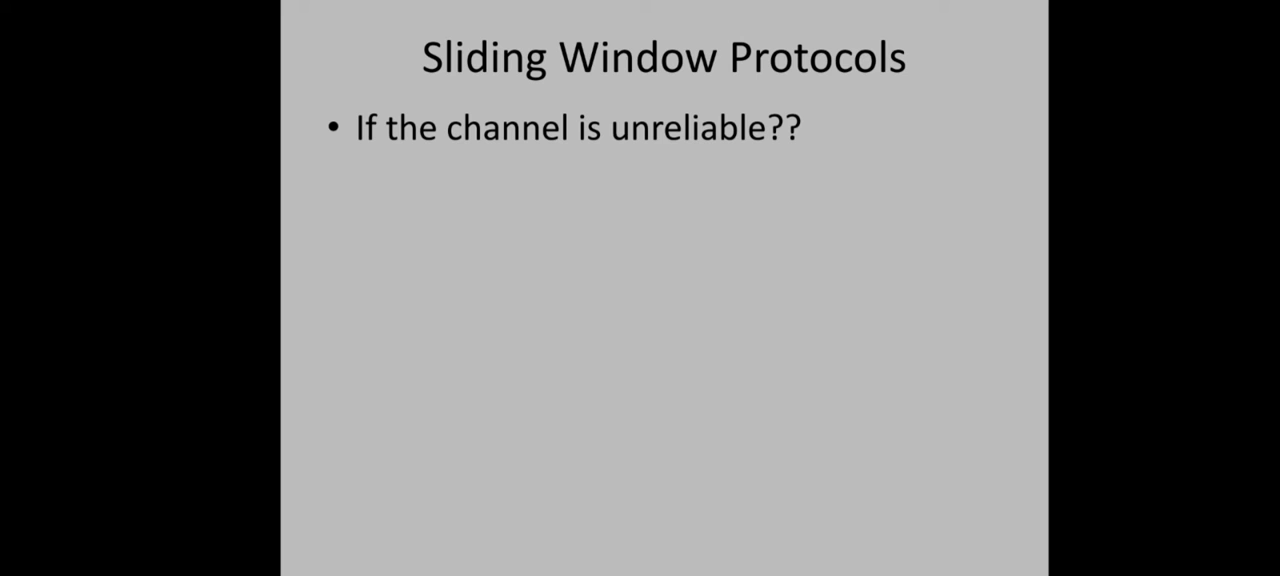 Sliding Window Protocols
• If the channel is unreliable??